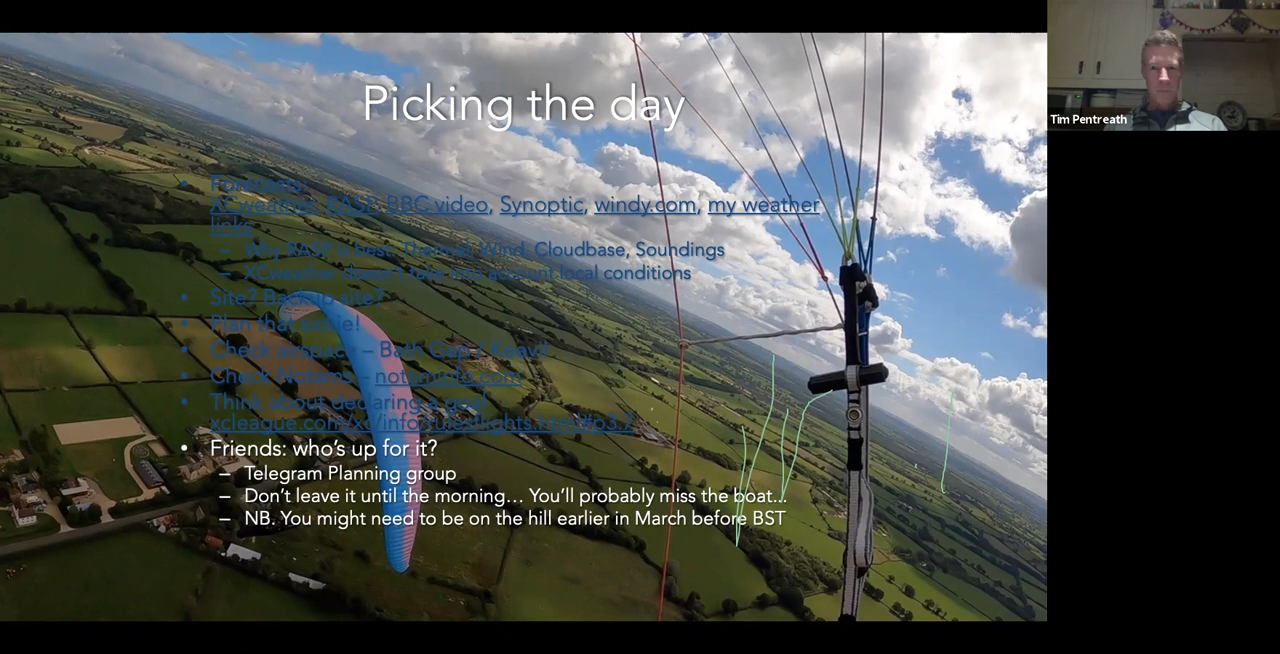 Picking the day
Tim Pentreath
• Forecasts:
XCweather, RASP, BBC video, Synoptic, windy.com, my weather
links
– Why RASP is best. Thermal, Wind, Cloudbase, Soundings
– XCweather doesn't take into account local conditions
• Site? Backup site?
• Plan that sickie!
• Check airspace – Bath Gap / Keevil
• Check Notams – notaminfo.com
• Think about declaring a goal
xcleague.com/xc/info/rulesflights.html#p3.7
• Friends: who's up for it?
– Telegram Planning group
– Don't leave it until the morning… You'll probably miss the boat…
– NB. You might need to be on the hill earlier in March before BST